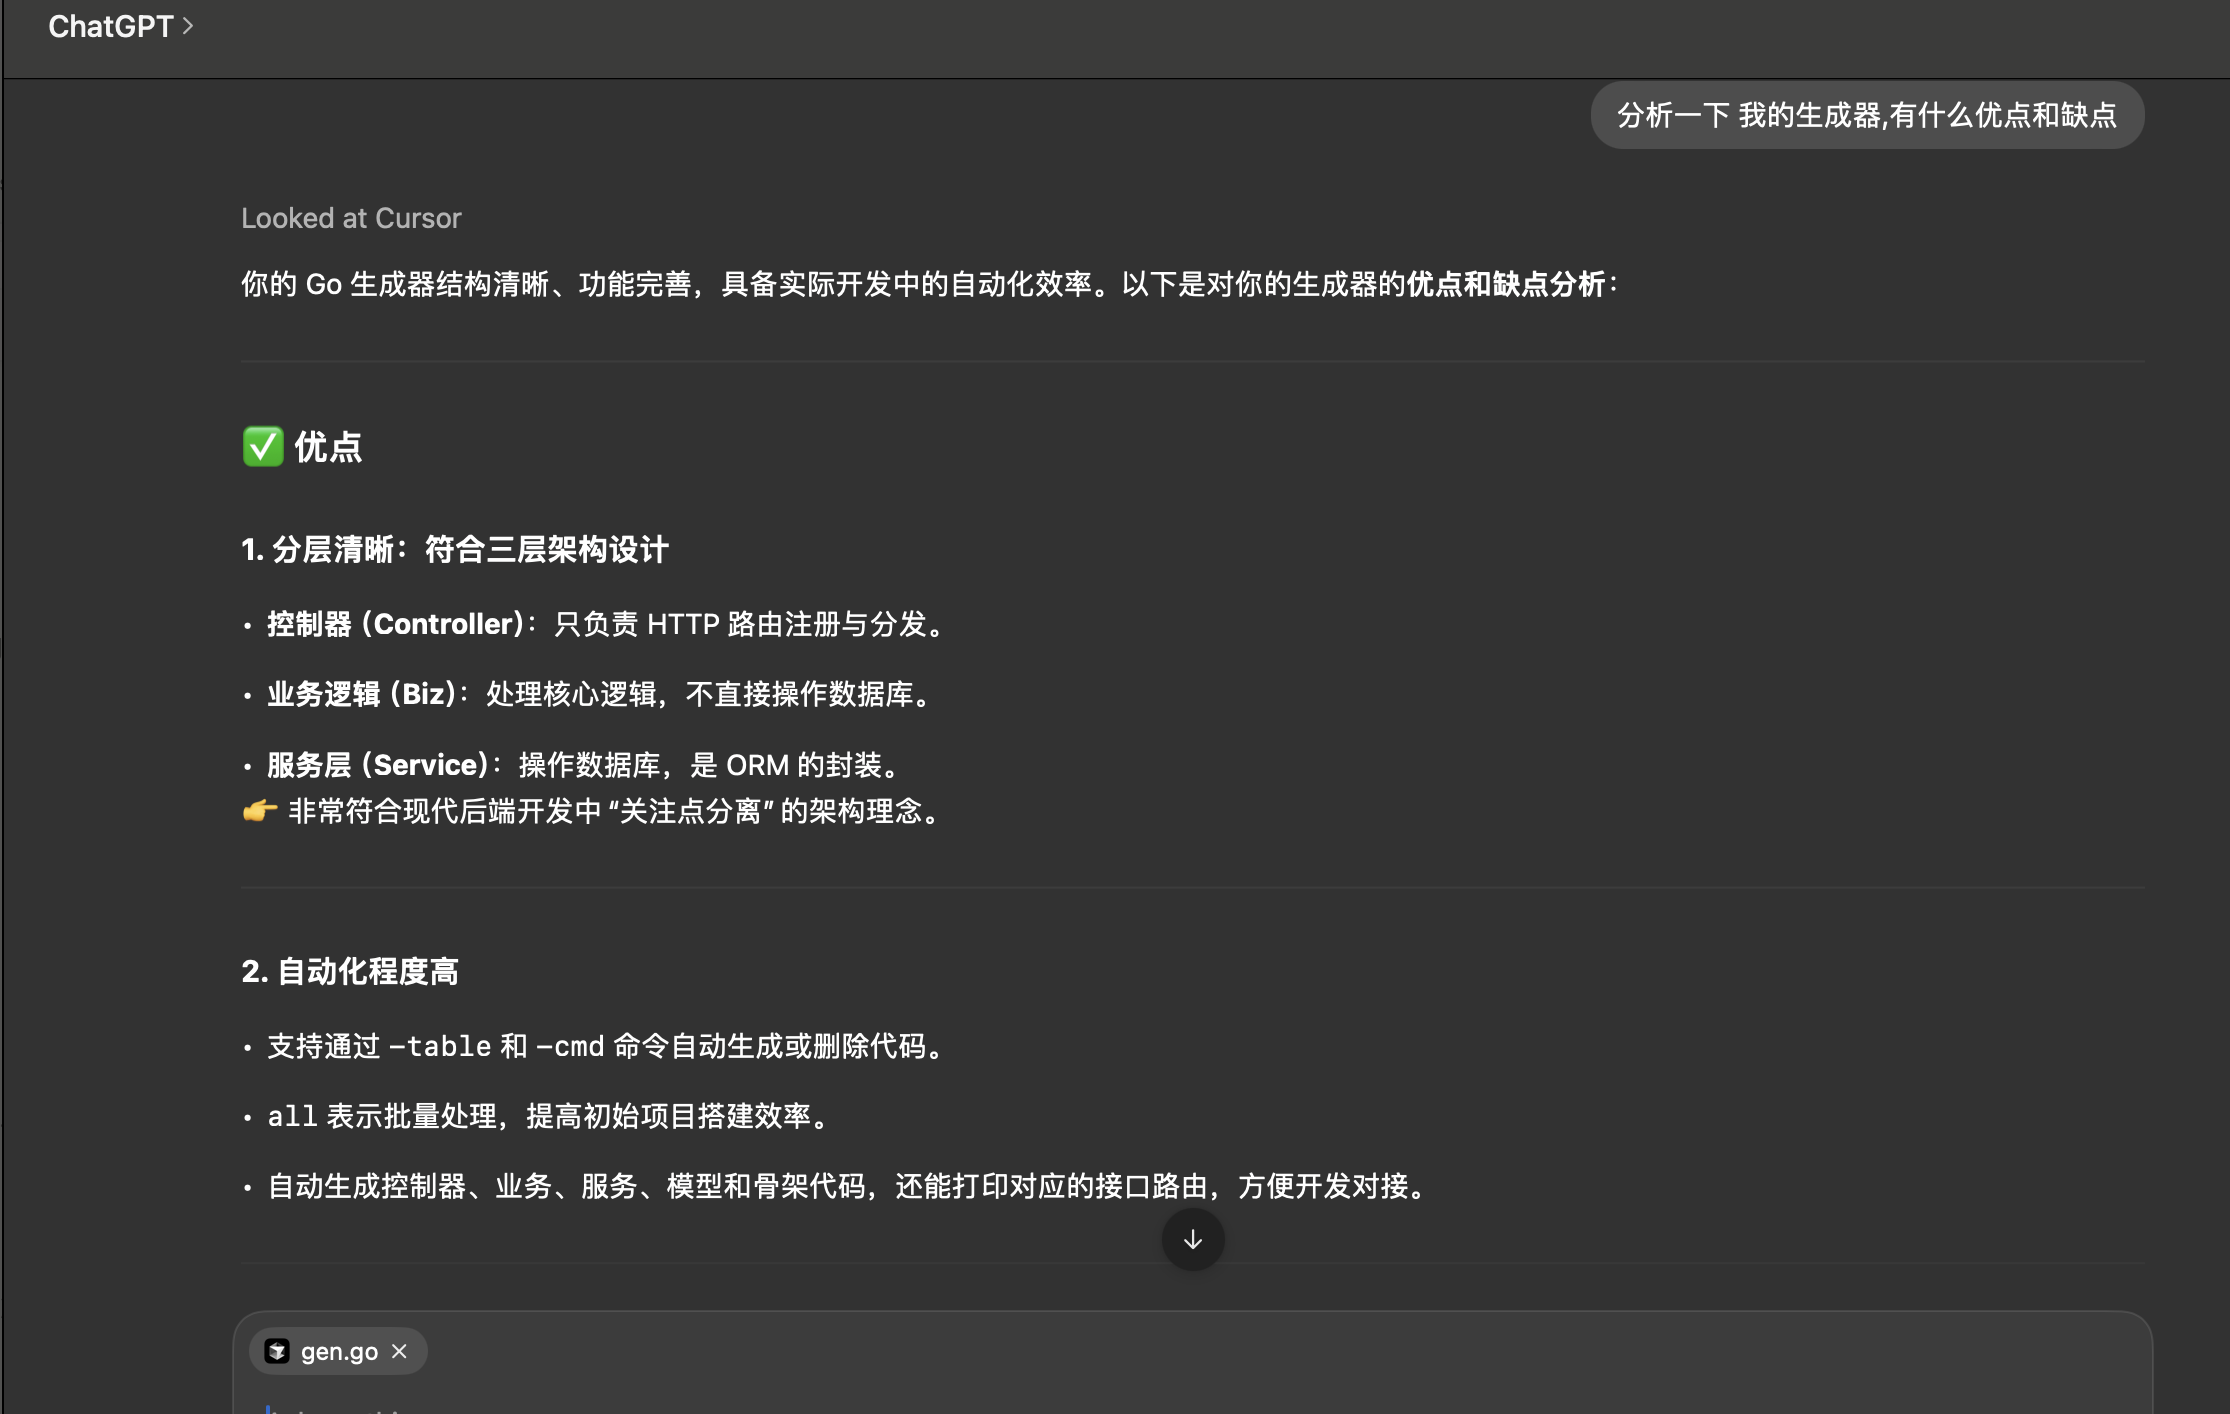 ChatGPT >
分析一下 我的生成器,有什么优点和缺点
Looked at Cursor
你的 Go 生成器结构清晰、功能完善，具备实际开发中的自动化效率。以下是对你的生成器的优点和缺点分析：
✅ 优点
1. 分层清晰：符合三层架构设计
• 控制器（Controller）：只负责 HTTP 路由注册与分发。
• 业务逻辑（Biz）：处理核心逻辑，不直接操作数据库。
• 服务层（Service）：操作数据库，是 ORM 的封装。
👉 非常符合现代后端开发中 “关注点分离” 的架构理念。
2. 自动化程度高
• 支持通过 -table 和 -cmd 命令自动生成或删除代码。
• all 表示批量处理，提高初始项目搭建效率。
• 自动生成控制器、业务、服务、模型和骨架代码，还能打印对应的接口路由，方便开发对接。
gen.go ×